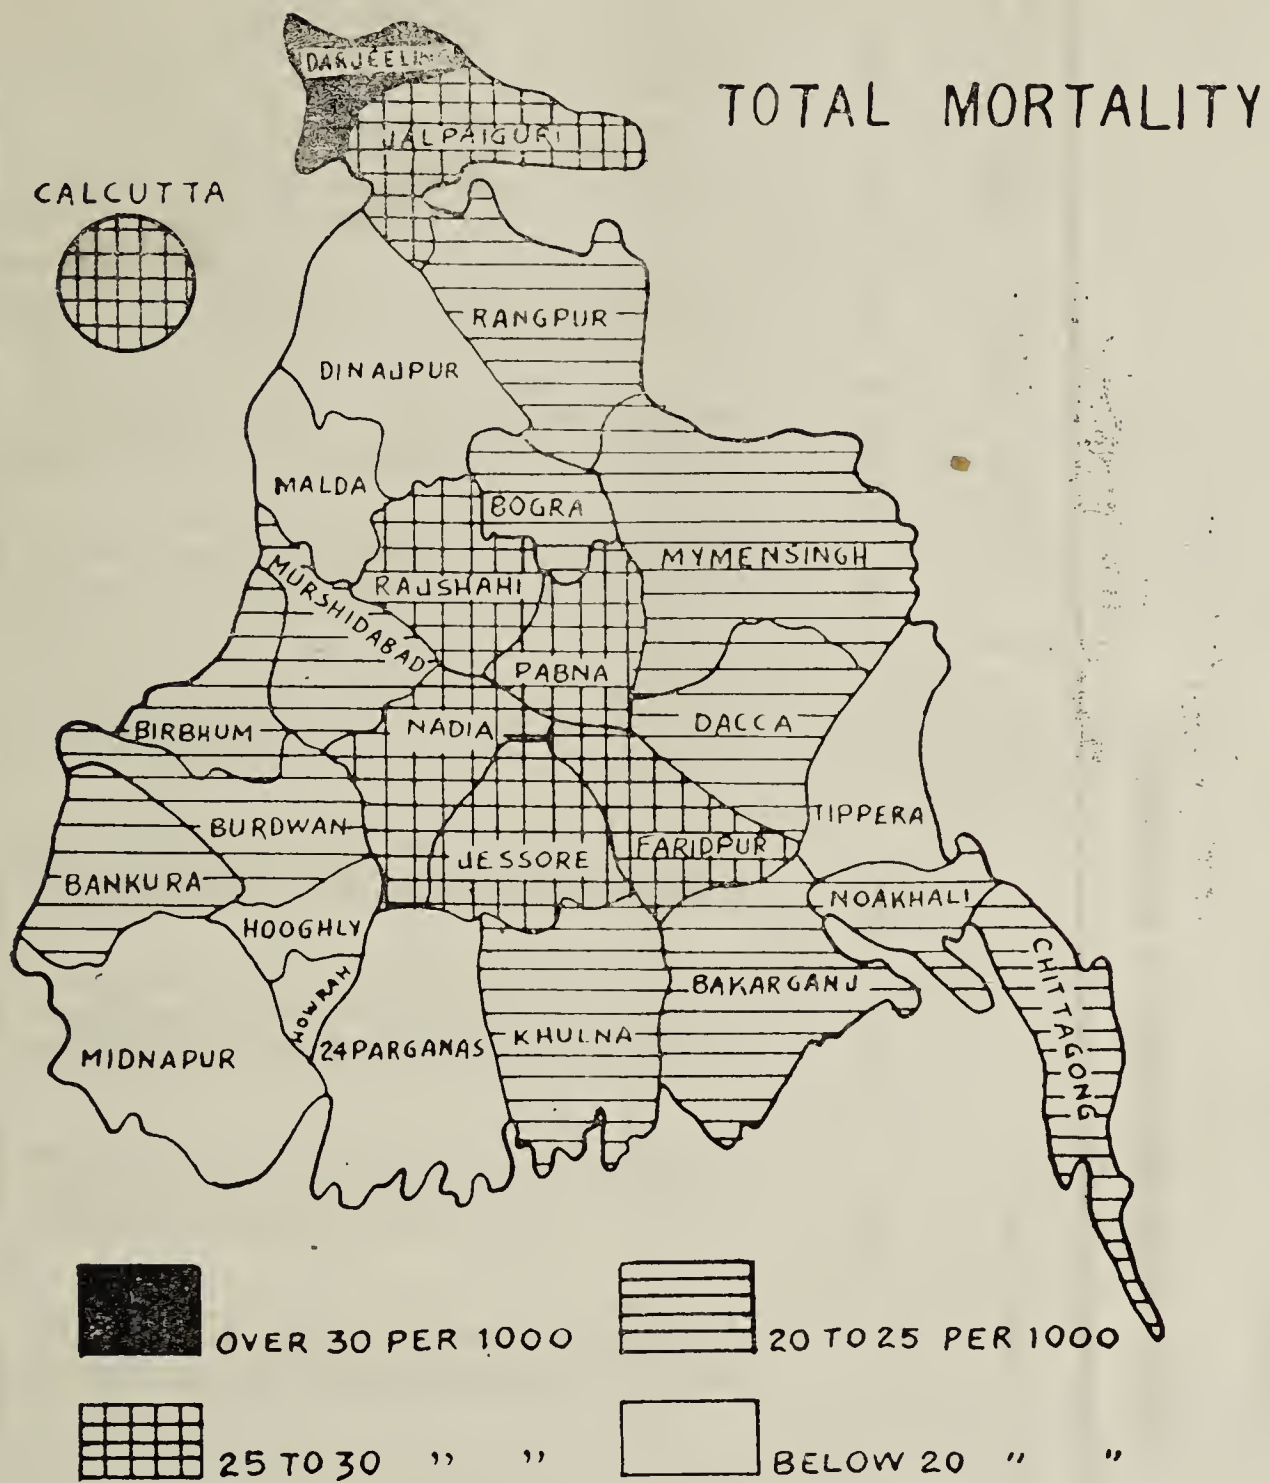 DARJEELING
TOTAL MORTALITY
JALPAIGURI
CALCUTTA
RANGPUR
DINAJPUR
MALDA
BOGRA
MYMENSINGH
MURSHIDABAD
RAJSHAHI
PABNA
BIRBHUM
NADIA
DACCA
BURDWAN
TIPPERA
JESSORE
FARIDPUR
BANKURA
NOAKHALI
HOOGHLY
CHITTAGONG
HOWRAH
BAKARGANJ
MIDNAPUR
24 PARGANAS
KHULNA
OVER 30 PER 1000
20 TO 25 PER 1000
25 TO 30 " "
BELOW 20 " "